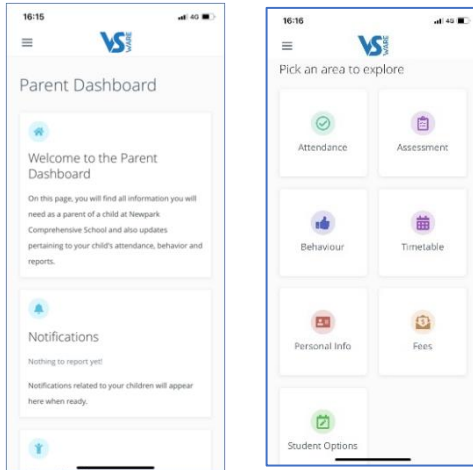 16:15
4G
VS
WARE
Parent Dashboard
Welcome to the Parent
Dashboard
On this page, you will find all information you will
need as a parent of a child at Newpark
Comprehensive School and also updates
pertaining to your child's attendance, behavior and
reports.
Notifications
Nothing to report yet!
Notifications related to your children will appear
here when ready.
16:16
4G
VS
WARE
Pick an area to explore
Attendance
Assessment
Behaviour
Timetable
Personal Info
Fees
Student Options